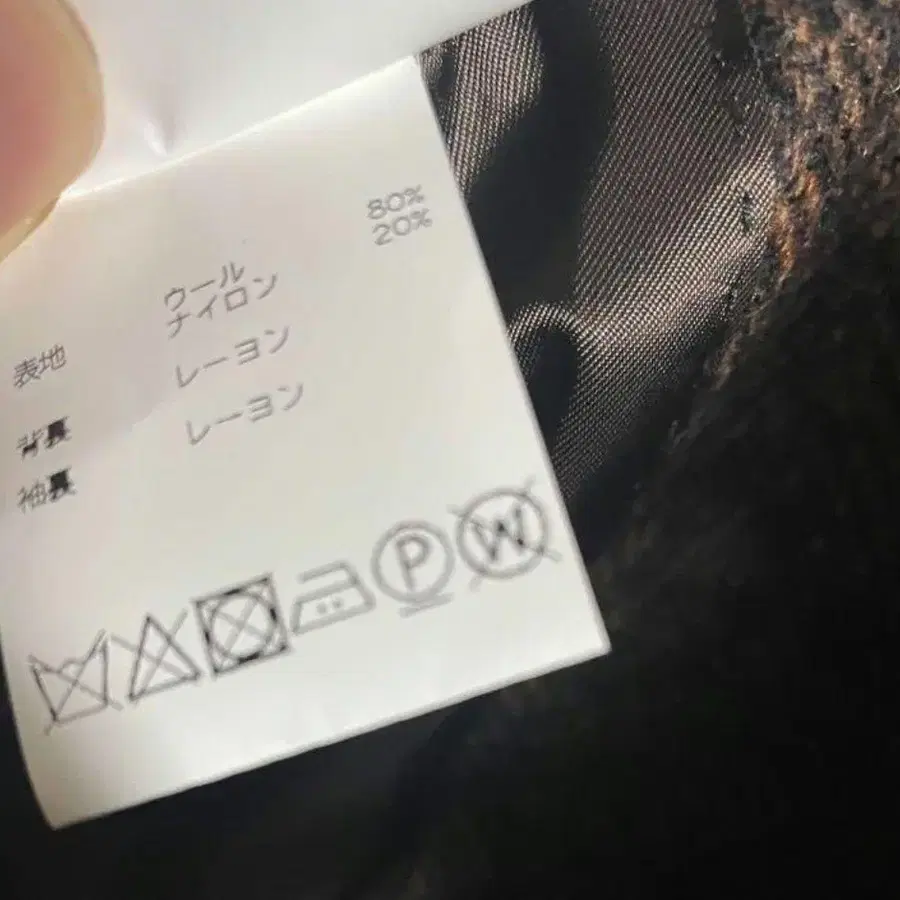 表地 ウール 80%
ナイロン 20%
背裏 レーヨン
袖裏 レーヨン
P W